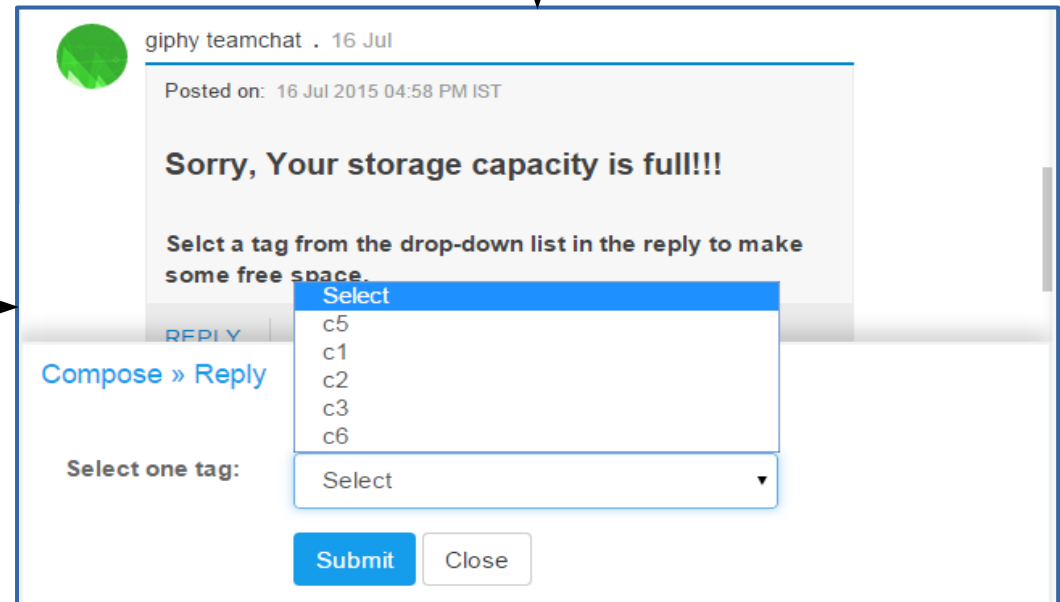 giphy teamchat . 16 Jul
Posted on: 16 Jul 2015 04:58 PM IST
Sorry, Your storage capacity is full!!!
Selct a tag from the drop-down list in the reply to make
some free space.
REPLY
Compose » Reply
Select
c5
c1
c2
c3
c6
Select one tag:
Select
Submit
Close